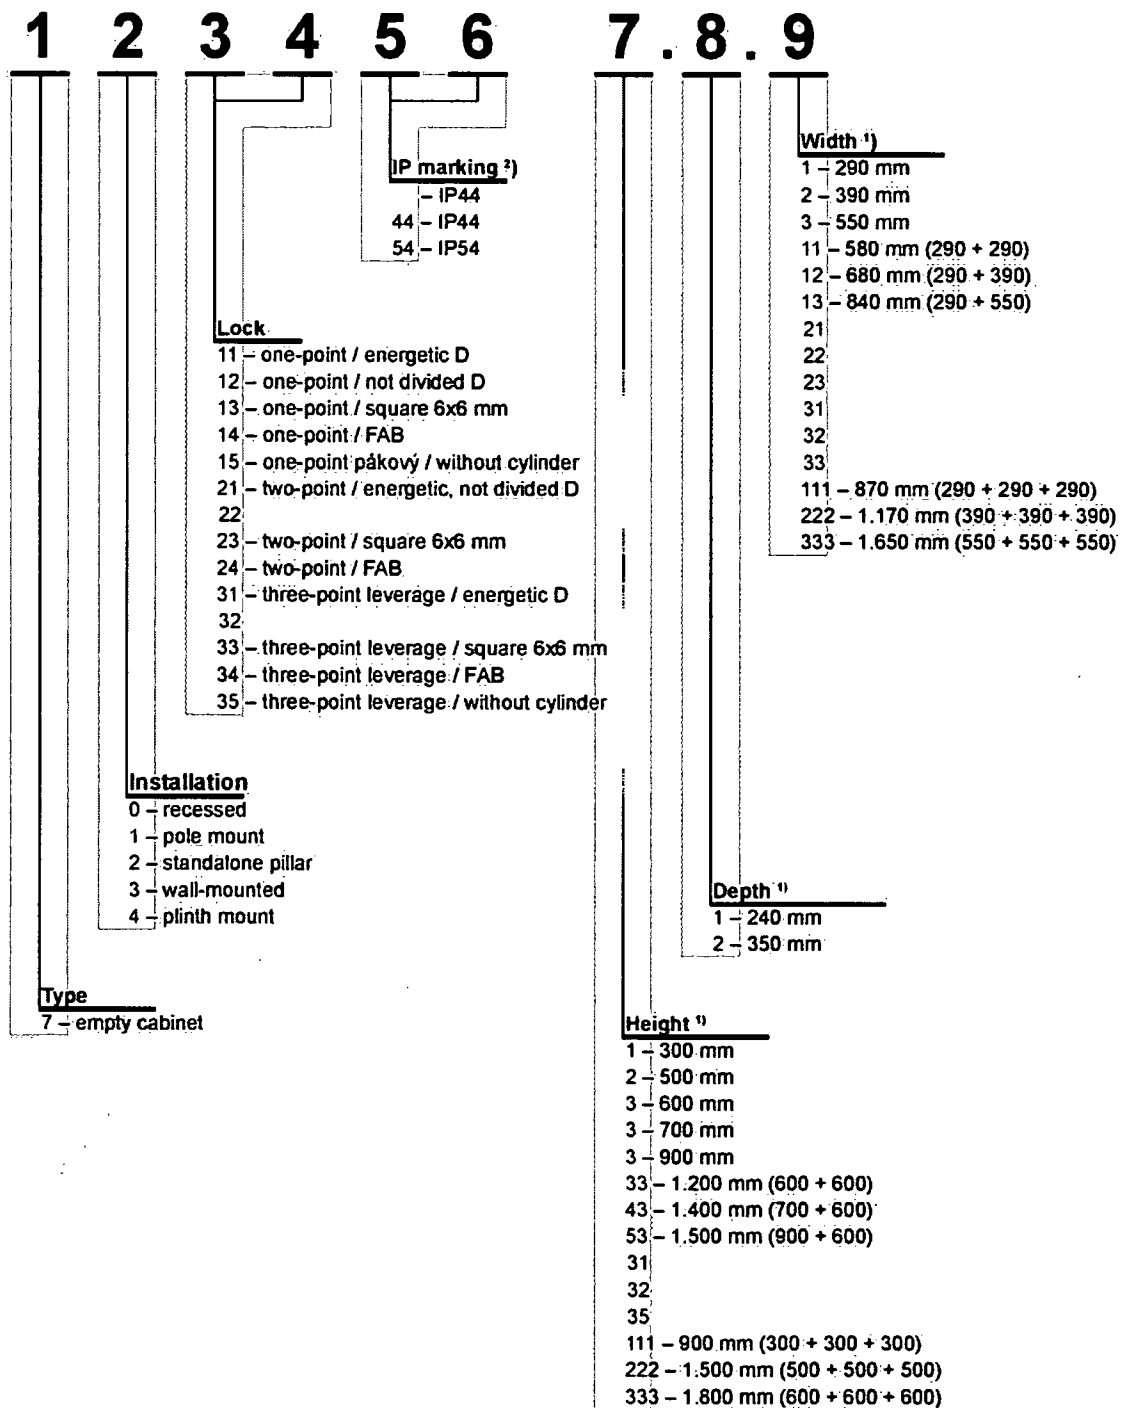 1 2 3 4 5 6 7 . 8 . 9
Width ¹)
1 – 290 mm
2 – 390 mm
3 – 550 mm
11 – 580 mm (290 + 290)
12 – 680 mm (290 + 390)
13 – 840 mm (290 + 550)
21
22
23
31
32
33
111 – 870 mm (290 + 290 + 290)
222 – 1.170 mm (390 + 390 + 390)
333 – 1.650 mm (550 + 550 + 550)
IP marking ²)
– IP44
44 – IP44
54 – IP54
Lock
11 – one-point / energetic D
12 – one-point / not divided D
13 – one-point / square 6x6 mm
14 – one-point / FAB
15 – one-point pákový / without cylinder
21 – two-point / energetic, not divided D
22
23 – two-point / square 6x6 mm
24 – two-point / FAB
31 – three-point leverage / energetic D
32
33 – three-point leverage / square 6x6 mm
34 – three-point leverage / FAB
35 – three-point leverage / without cylinder
Installation
0 – recessed
1 – pole mount
2 – standalone pillar
3 – wall-mounted
4 – plinth mount
Depth ¹)
1 – 240 mm
2 – 350 mm
Type
7 – empty cabinet
Height ¹)
1 – 300 mm
2 – 500 mm
3 – 600 mm
3 – 700 mm
3 – 900 mm
33 – 1.200 mm (600 + 600)
43 – 1.400 mm (700 + 600)
53 – 1.500 mm (900 + 600)
31
32
35
111 – 900 mm (300 + 300 + 300)
222 – 1.500 mm (500 + 500 + 500)
333 – 1.800 mm (600 + 600 + 600)